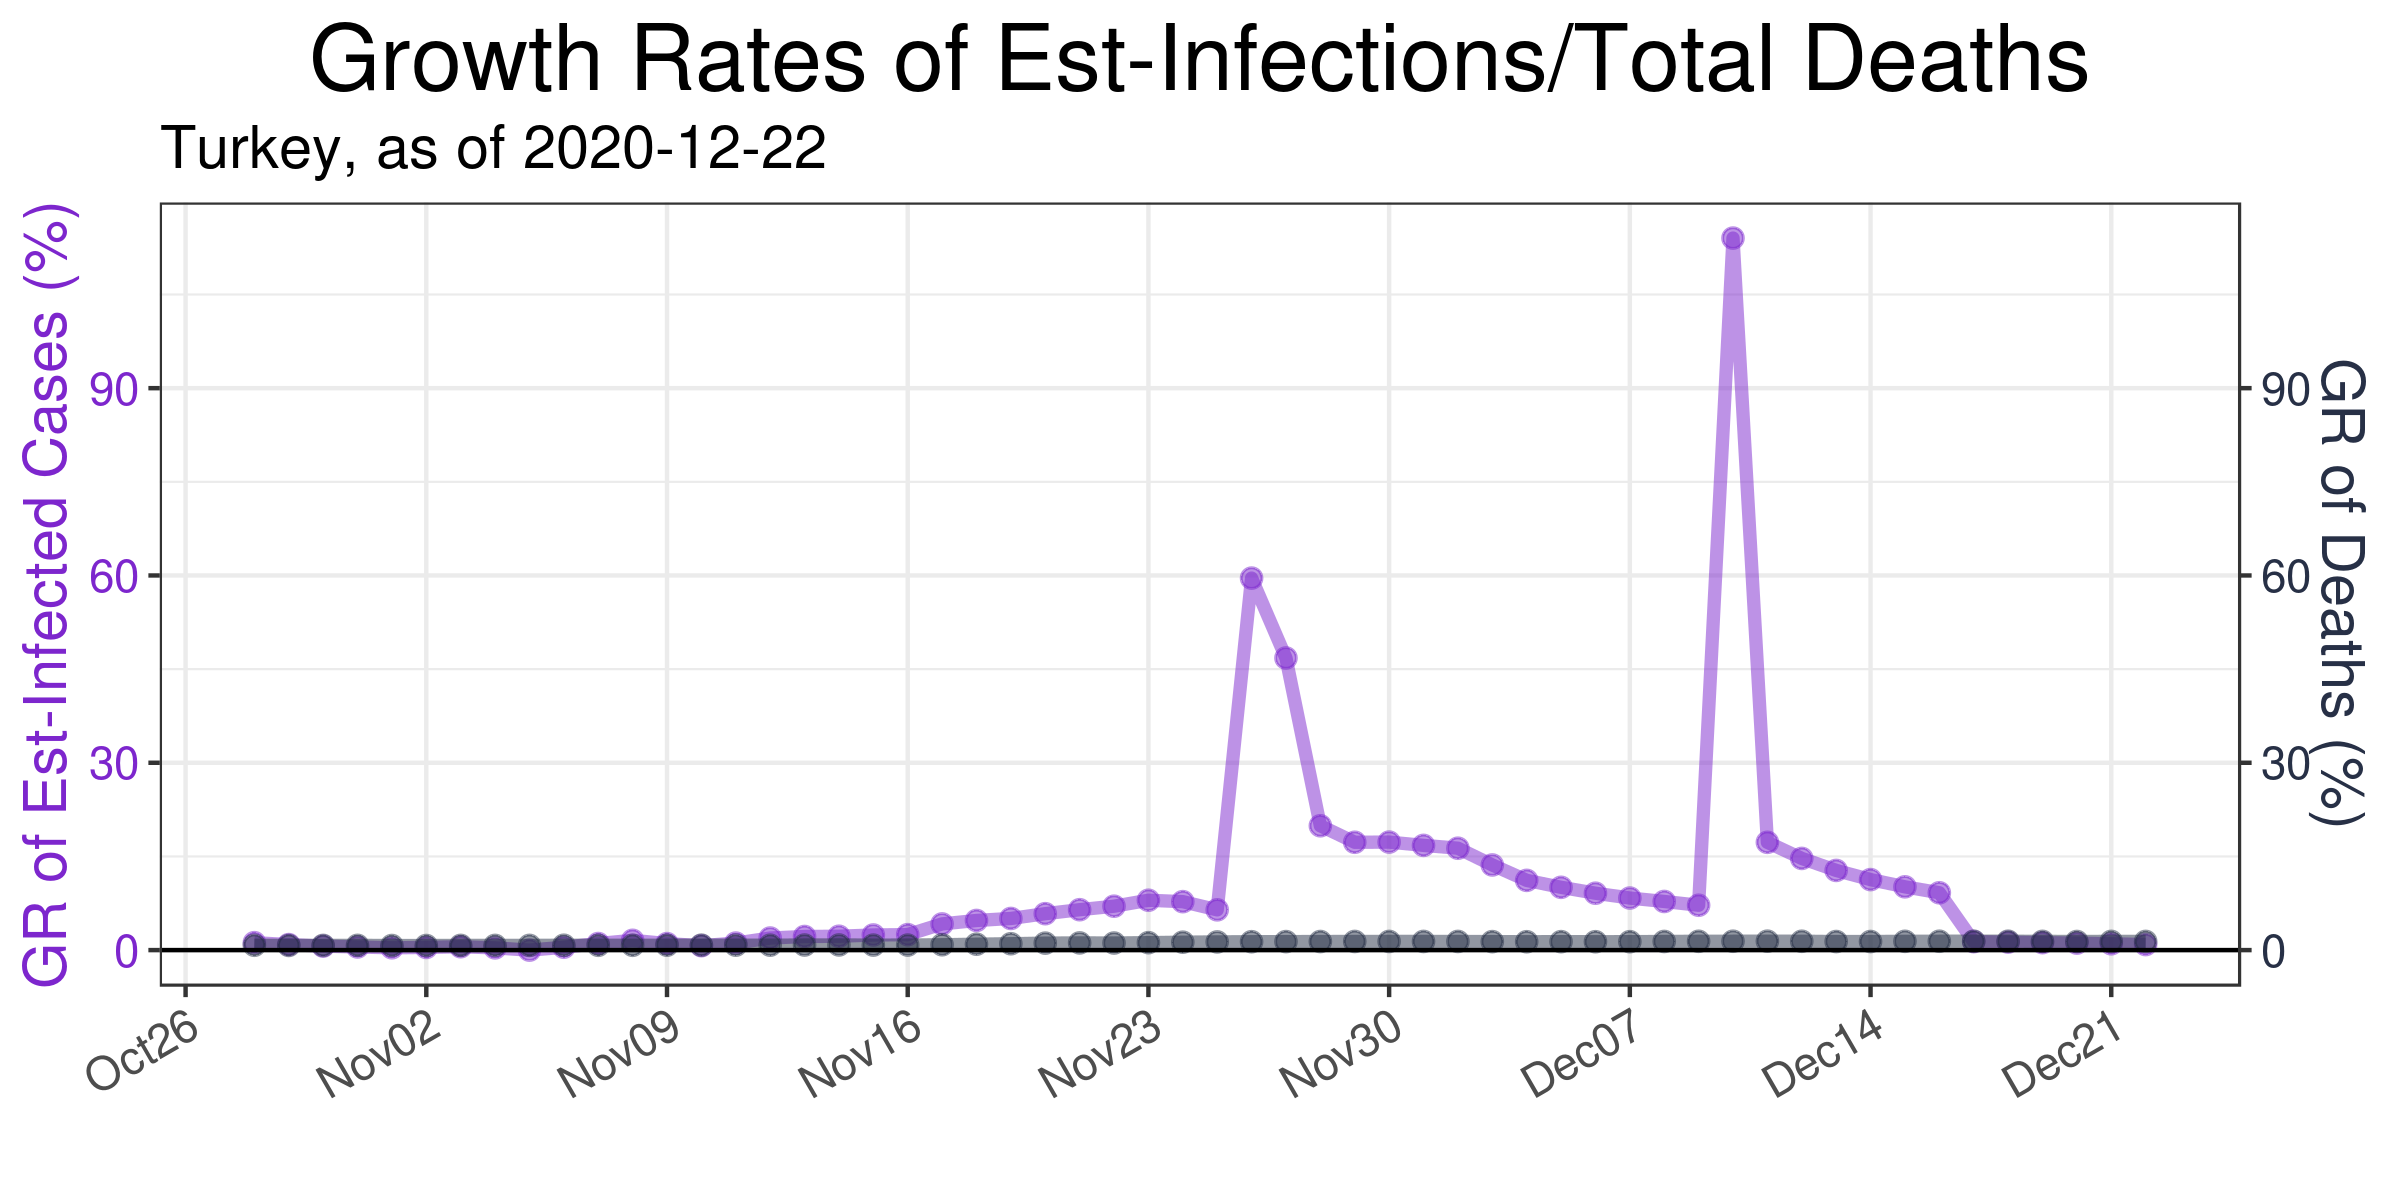 Growth Rates of Est-Infections/Total Deaths
Turkey, as of 2020-12-22
GR of Est-Infected Cases (%)
90
60
30
0
90
60
30
0
GR of Deaths (%)
Oct26
Nov02
Nov09
Nov16
Nov23
Nov30
Dec07
Dec14
Dec21